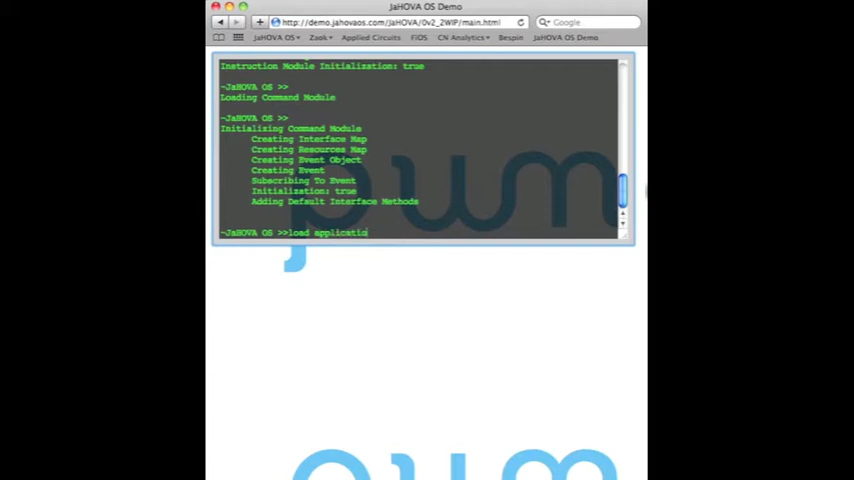 JaHOVA OS Demo
http://demo.jahovaos.com/JaHOVA/0v2_2WIP/main.html
Google
JaHOVA OS Zaok Applied Circuits FiOS CN Analytics Bespin JaHOVA OS Demo
Instruction Module Initialization: true
~JaHOVA OS >>
Loading Command Module
~JaHOVA OS >>
Initializing Command Module
Creating Interface Map
Creating Resources Map
Creating Event Object
Creating Event
Subscribing To Event
Initialization: true
Adding Default Interface Methods
~JaHOVA OS >>load applicatio
pwm